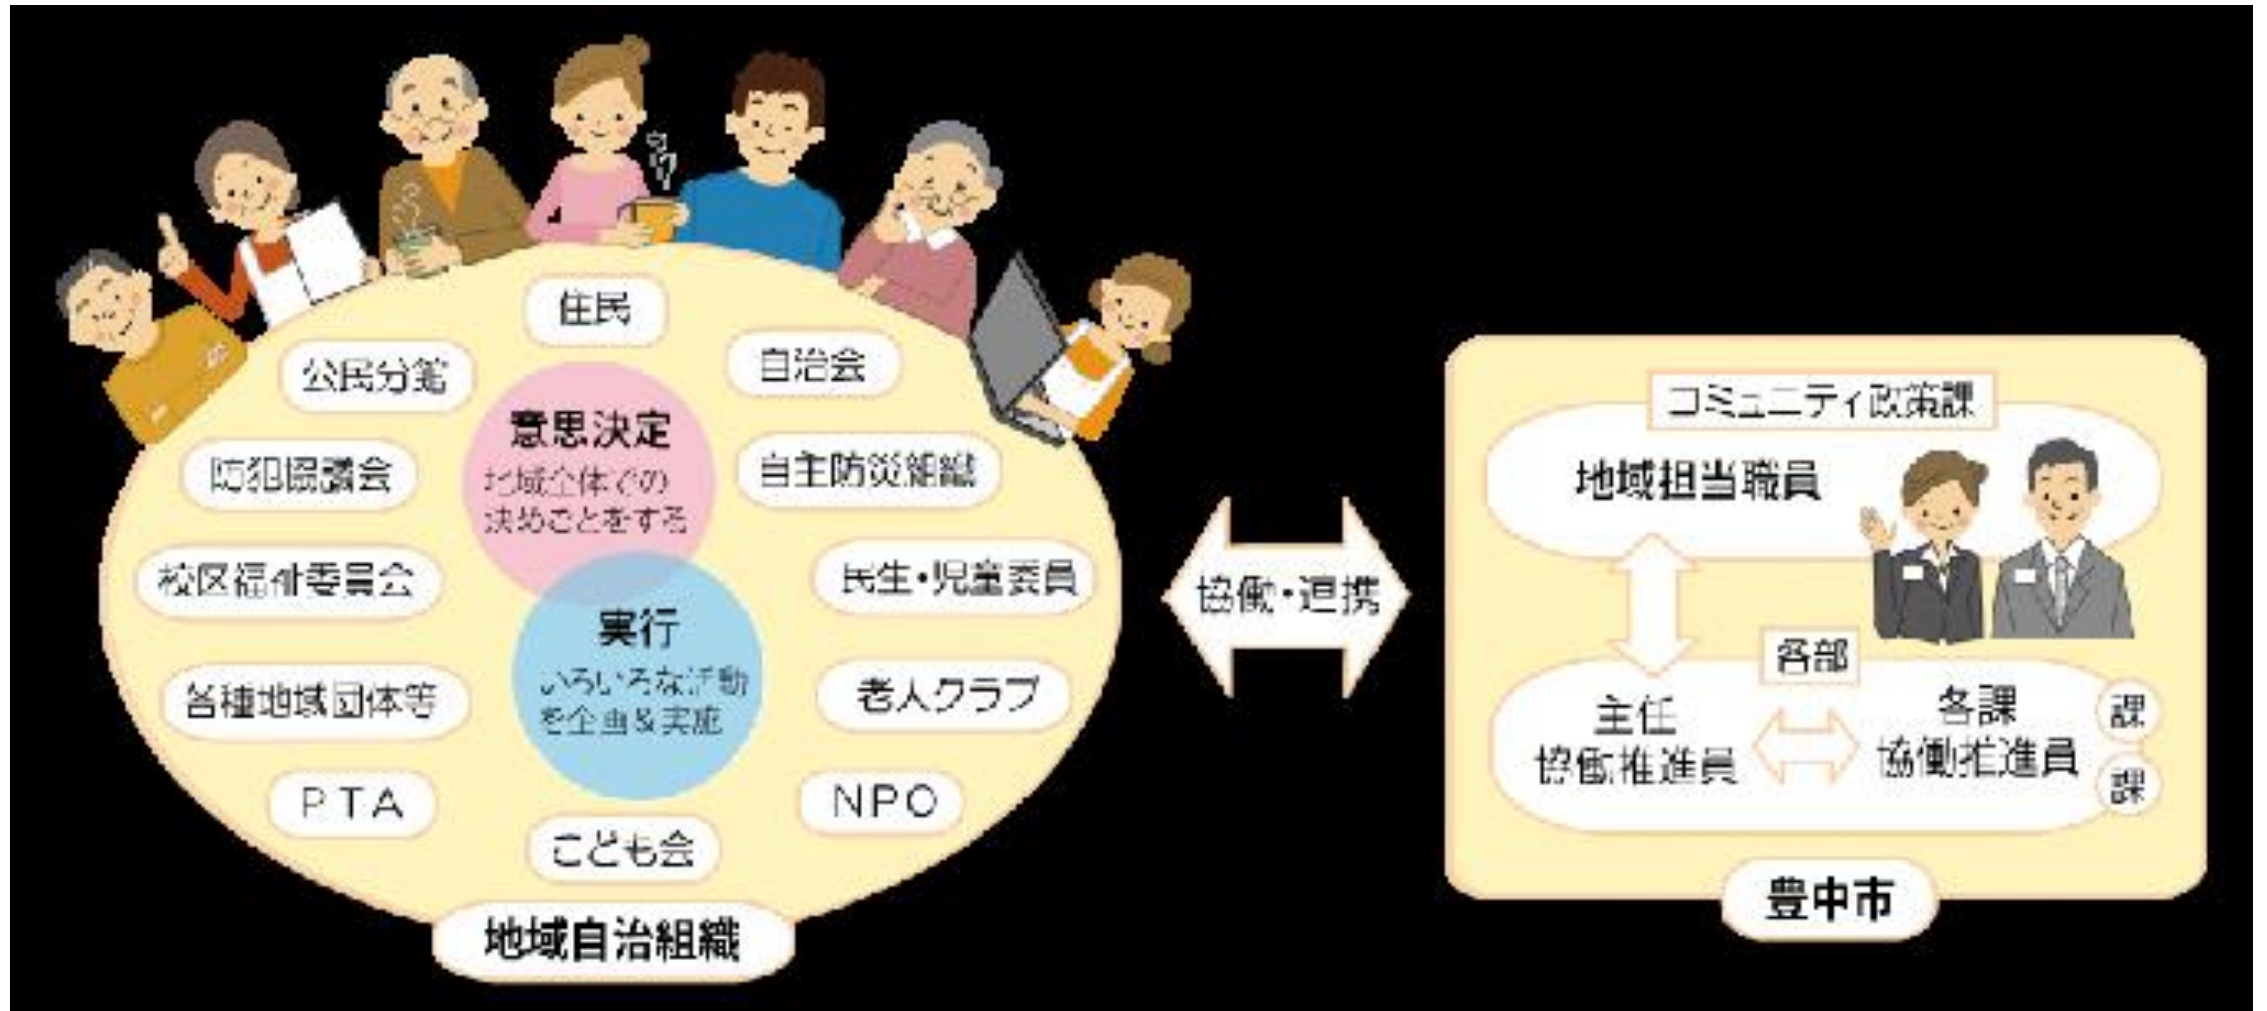 住民
公民分館
自治会
意思決定
地域全体での
決めごとをする
防犯協議会
自主防災組織
校区福祉委員会
民生・児童委員
実行
いろいろな活動
を企画&実施
各種地域団体等
老人クラブ
PTA
NPO
こども会
地域自治組織
協働・連携
コミュニティ政策課
地域担当職員
各部
主任
協働推進員
各課
協働推進員
課
課
豊中市